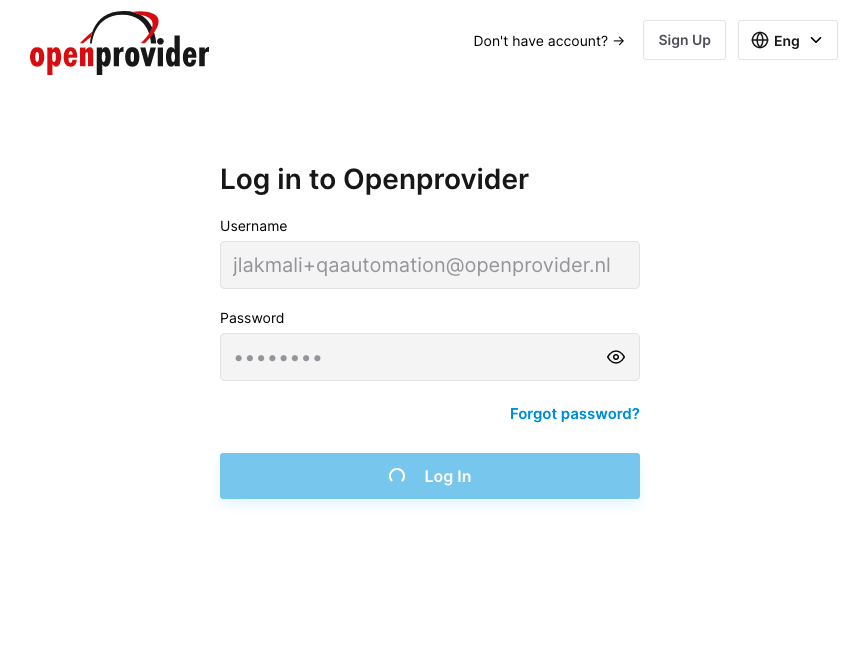 openprovider
Don't have account? →
Sign Up
Eng
Log in to Openprovider
Username
jlakmali+qaautomation@openprovider.nl
Password
••••••••
Forgot password?
Log In